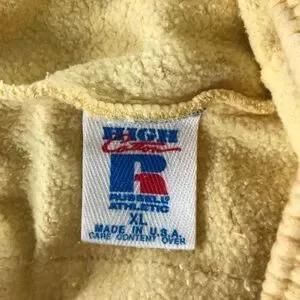 HIGH
Cotton
R
RUSSELL
ATHLETIC
XL
MADE IN U.S.A.
CARE CONTENT OVER